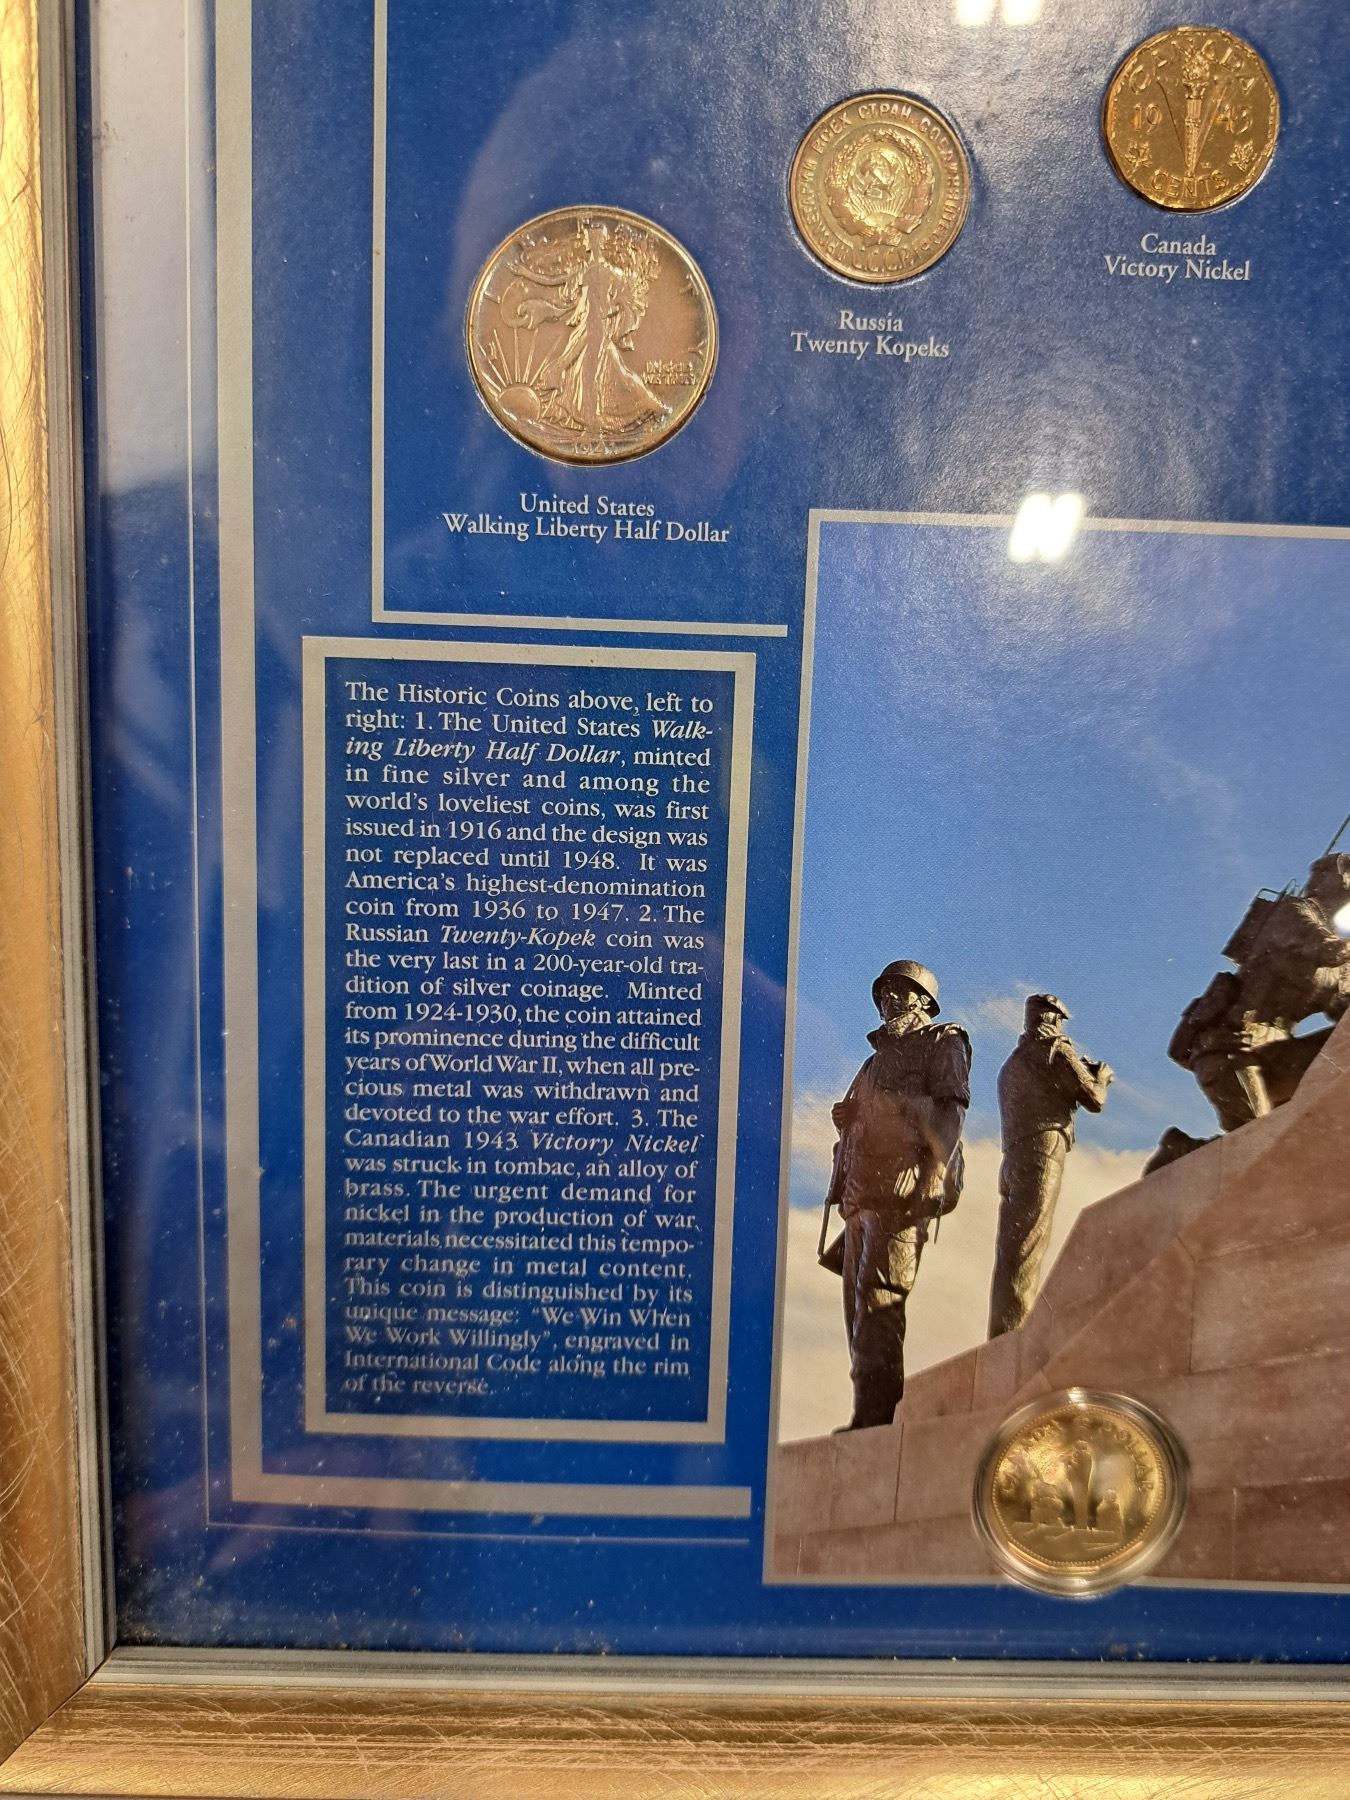 CANADA
19 43
CENTS
ПРОЛЕТАРИИ ВСЕХ СТРАН СОЕДИНЯЙТЕСЬ
СССР
Canada
Victory Nickel
Russia
Twenty Kopeks
L
TY
IN GOD
WE TRUST
United States
Walking Liberty Half Dollar
The Historic Coins above, left to
right: 1. The United States Walk-
ing Liberty Half Dollar, minted
in fine silver and among the
world's loveliest coins, was first
issued in 1916 and the design was
not replaced until 1948. It was
America's highest-denomination
coin from 1936 to 1947. 2. The
Russian Twenty-Kopek coin was
the very last in a 200-year-old tra-
dition of silver coinage. Minted
from 1924-1930, the coin attained
its prominence during the difficult
years of World War II, when all pre-
cious metal was withdrawn and
devoted to the war effort. 3. The
Canadian 1943 Victory Nickel
was struck in tombac, an alloy of
brass. The urgent demand for
nickel in the production of war
materials necessitated this tempo-
rary change in metal content.
This coin is distinguished by its
unique message: "We Win When
We Work Willingly", engraved in
International Code along the rim
of the reverse.
CANADA DOLLAR